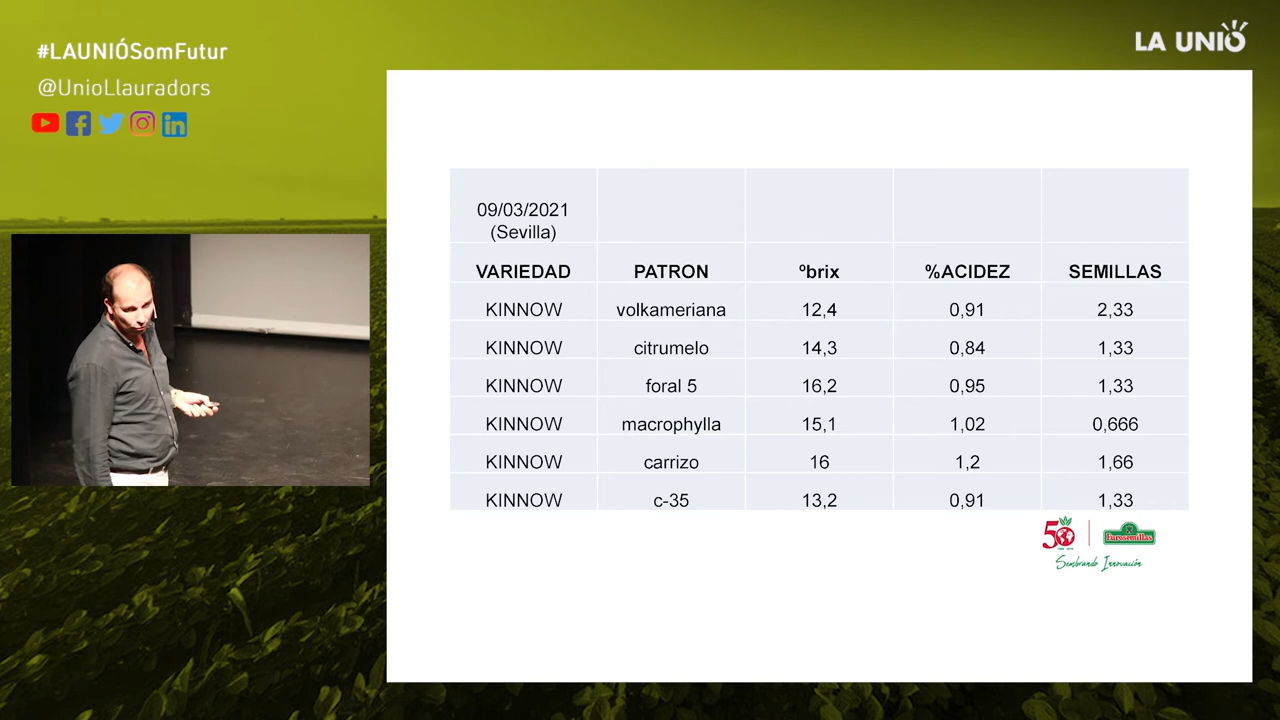 #LAUNIÓSomFutur
@UnioLlauradors
LA UNIÓ
09/03/2021
(Sevilla)
VARIEDAD PATRON ºbrix %ACIDEZ SEMILLAS
KINNOW volkameriana 12,4 0,91 2,33
KINNOW citrumelo 14,3 0,84 1,33
KINNOW foral 5 16,2 0,95 1,33
KINNOW macrophylla 15,1 1,02 0,666
KINNOW carrizo 16 1,2 1,66
KINNOW c-35 13,2 0,91 1,33
50
Eurosemillas
Sembrando Innovación